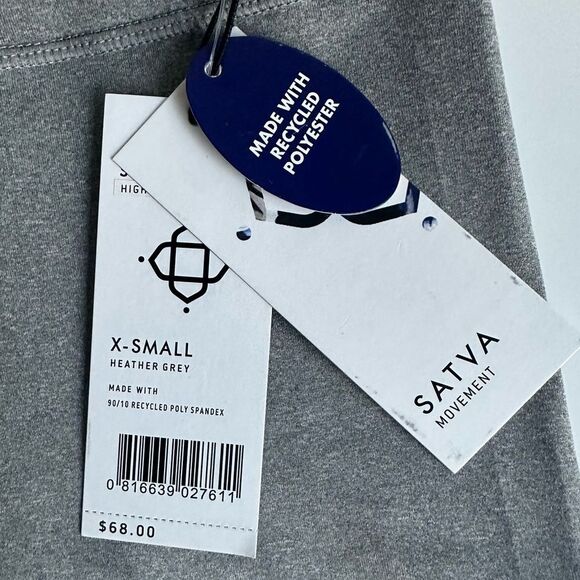 MADE WITH
RECYCLED
POLYESTER
HIGH
X-SMALL
HEATHER GREY
MADE WITH
90/10 RECYCLED POLY SPANDEX
0 816639 027611
$68.00
SATVA
MOVEMENT